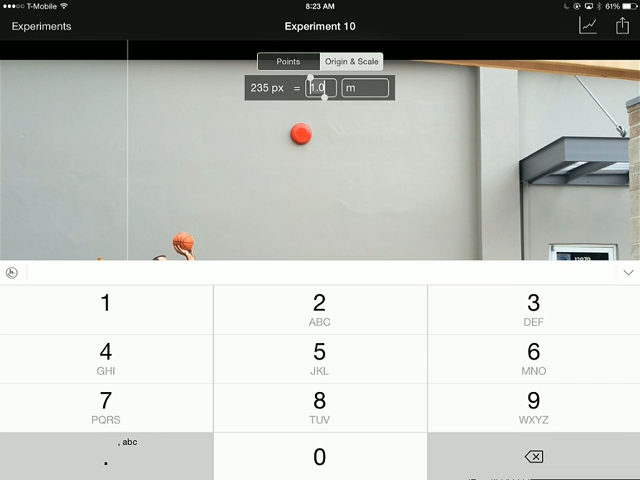 T-Mobile 8:23 AM 61%
Experiments Experiment 10
Points Origin & Scale
235 px = 1.0 m
1 2 3
ABC DEF
4 5 6
GHI JKL MNO
7 8 9
PQRS TUV WXYZ
, abc
. 0